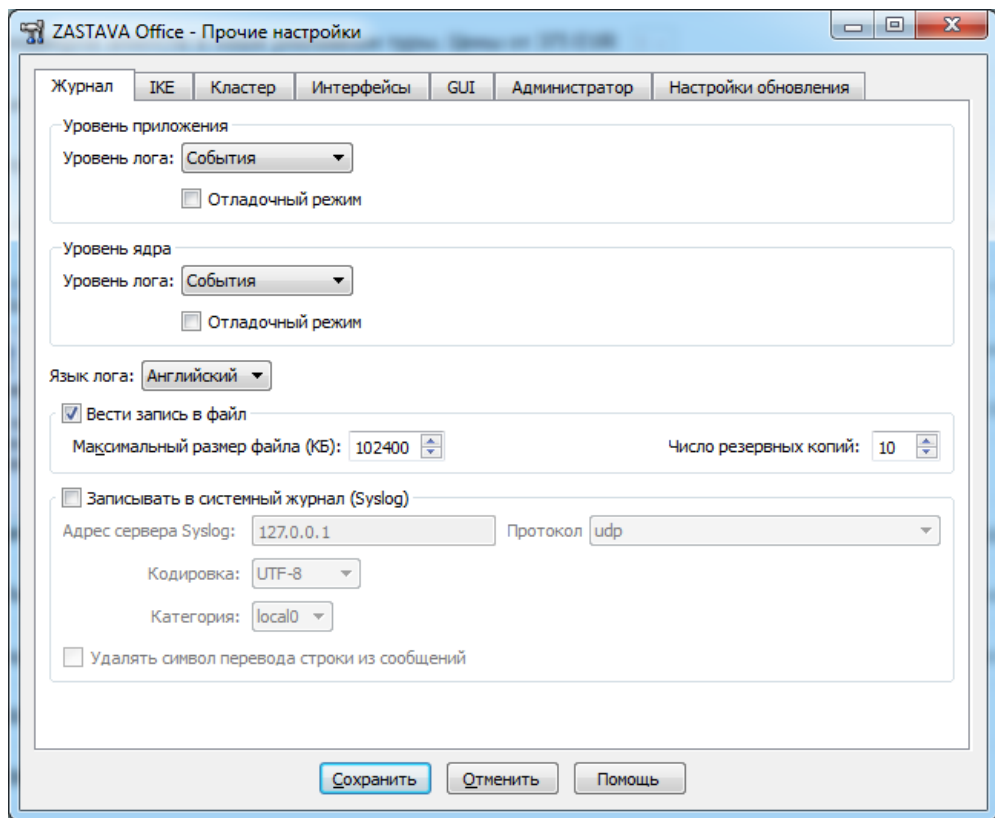 ZASTAVA Office - Прочие настройки
Журнал IKE Кластер Интерфейсы GUI Администратор Настройки обновления
Уровень приложения
Уровень лога: События
Отладочный режим
Уровень ядра
Уровень лога: События
Отладочный режим
Язык лога: Английский
Вести запись в файл
Максимальный размер файла (КБ): 102400 Число резервных копий: 10
Записывать в системный журнал (Syslog)
Адрес сервера Syslog: 127.0.0.1 Протокол udp
Кодировка: UTF-8
Категория: local0
Удалять символ перевода строки из сообщений
Сохранить Отменить Помощь